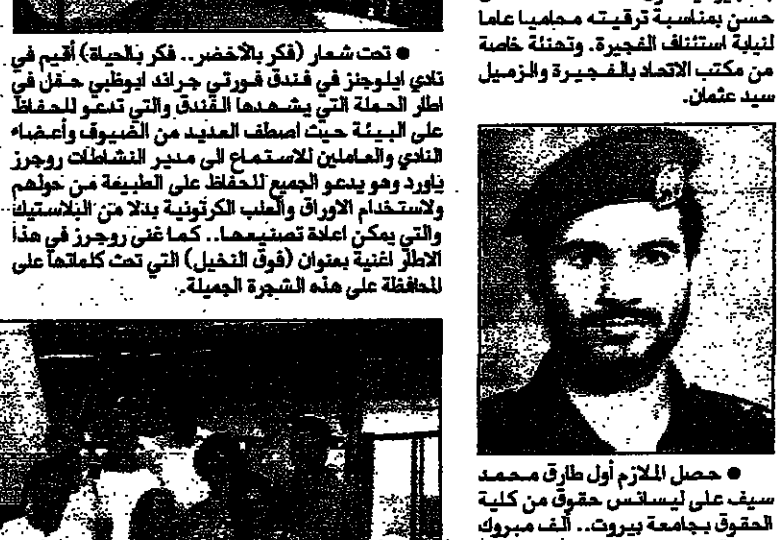 حسن بمناسبة ترقيته محاميا عاما
لنيابة استئناف الفجيرة. وتهنئة خاصة
من مكتب الاتحاد بالفجيرة والزميل
سيد عثمان.
● حصل الملازم أول طارق محمد
سيف على ليسانس حقوق من كلية
الحقوق بجامعة بيروت.. ألف مبروك
● تحت شعار (فكر بالأخضر.. فكر بالحياة) أقيم في
نادي ايلوجنز في فندق فورتي جراند ابوظبي حفل في
اطار الحملة التي يشهدها الفندق والتي تدعو للحفاظ
على البيئة حيث اصطف العديد من الضيوف وأعضاء
النادي والعاملين للاستماع الى مدير النشاطات روجرز
ياورد وهو يدعو الجميع للحفاظ على الطبيعة من حولهم
ولاستخدام الاوراق والعلب الكرتونية بدلا من البلاستيك
والتي يمكن اعادة تصنيعها.. كما غنى روجرز في هذا
الاطار اغنية بعنوان (فوق النخيل) التي تحث كلماتها على
المحافظة على هذه الشجرة الجميلة.